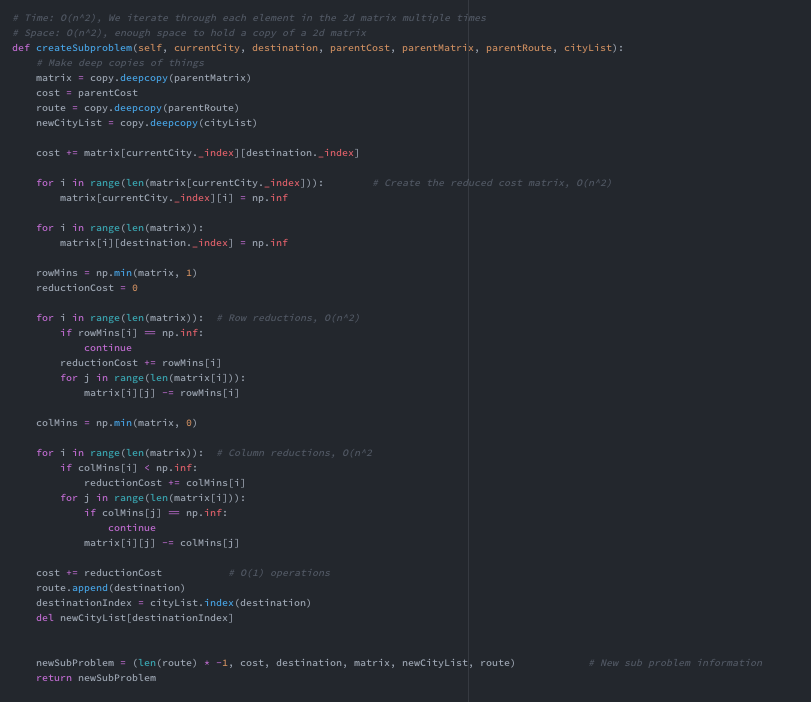 # Time: O(n^2), We iterate through each element in the 2d matrix multiple times
# Space: O(n^2), enough space to hold a copy of a 2d matrix
def createSubproblem(self, currentCity, destination, parentCost, parentMatrix, parentRoute, cityList):
    # Make deep copies of things
    matrix = copy.deepcopy(parentMatrix)
    cost = parentCost
    route = copy.deepcopy(parentRoute)
    newCityList = copy.deepcopy(cityList)

    cost += matrix[currentCity._index][destination._index]

    for i in range(len(matrix[currentCity._index])):        # Create the reduced cost matrix, O(n^2)
        matrix[currentCity._index][i] = np.inf

    for i in range(len(matrix)):
        matrix[i][destination._index] = np.inf

    rowMins = np.min(matrix, 1)
    reductionCost = 0

    for i in range(len(matrix)):  # Row reductions, O(n^2)
        if rowMins[i] == np.inf:
            continue
        reductionCost += rowMins[i]
        for j in range(len(matrix[i])):
            matrix[i][j] -= rowMins[i]

    colMins = np.min(matrix, 0)

    for i in range(len(matrix)):  # Column reductions, O(n^2
        if colMins[i] < np.inf:
            reductionCost += colMins[i]
        for j in range(len(matrix[i])):
            if colMins[j] == np.inf:
                continue
            matrix[i][j] -= colMins[j]

    cost += reductionCost           # O(1) operations
    route.append(destination)
    destinationIndex = cityList.index(destination)
    del newCityList[destinationIndex]


    newSubProblem = (len(route) * -1, cost, destination, matrix, newCityList, route)            # New sub problem information
    return newSubProblem